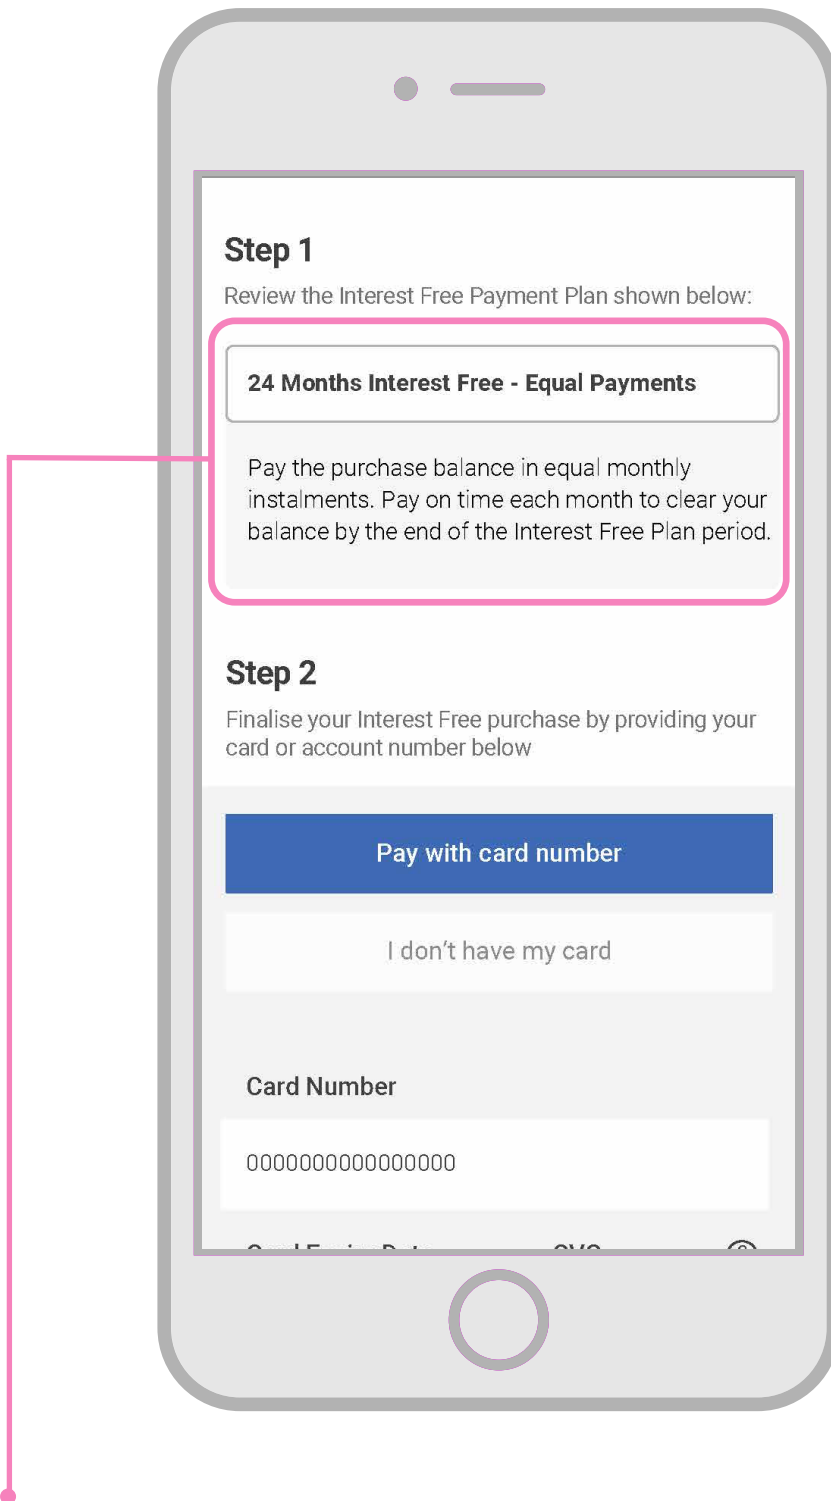 Step 1
Review the Interest Free Payment Plan shown below:
24 Months Interest Free - Equal Payments
Pay the purchase balance in equal monthly
instalments. Pay on time each month to clear your
balance by the end of the Interest Free Plan period.
Step 2
Finalise your Interest Free purchase by providing your
card or account number below
Pay with card number
I don't have my card
Card Number
0000000000000000